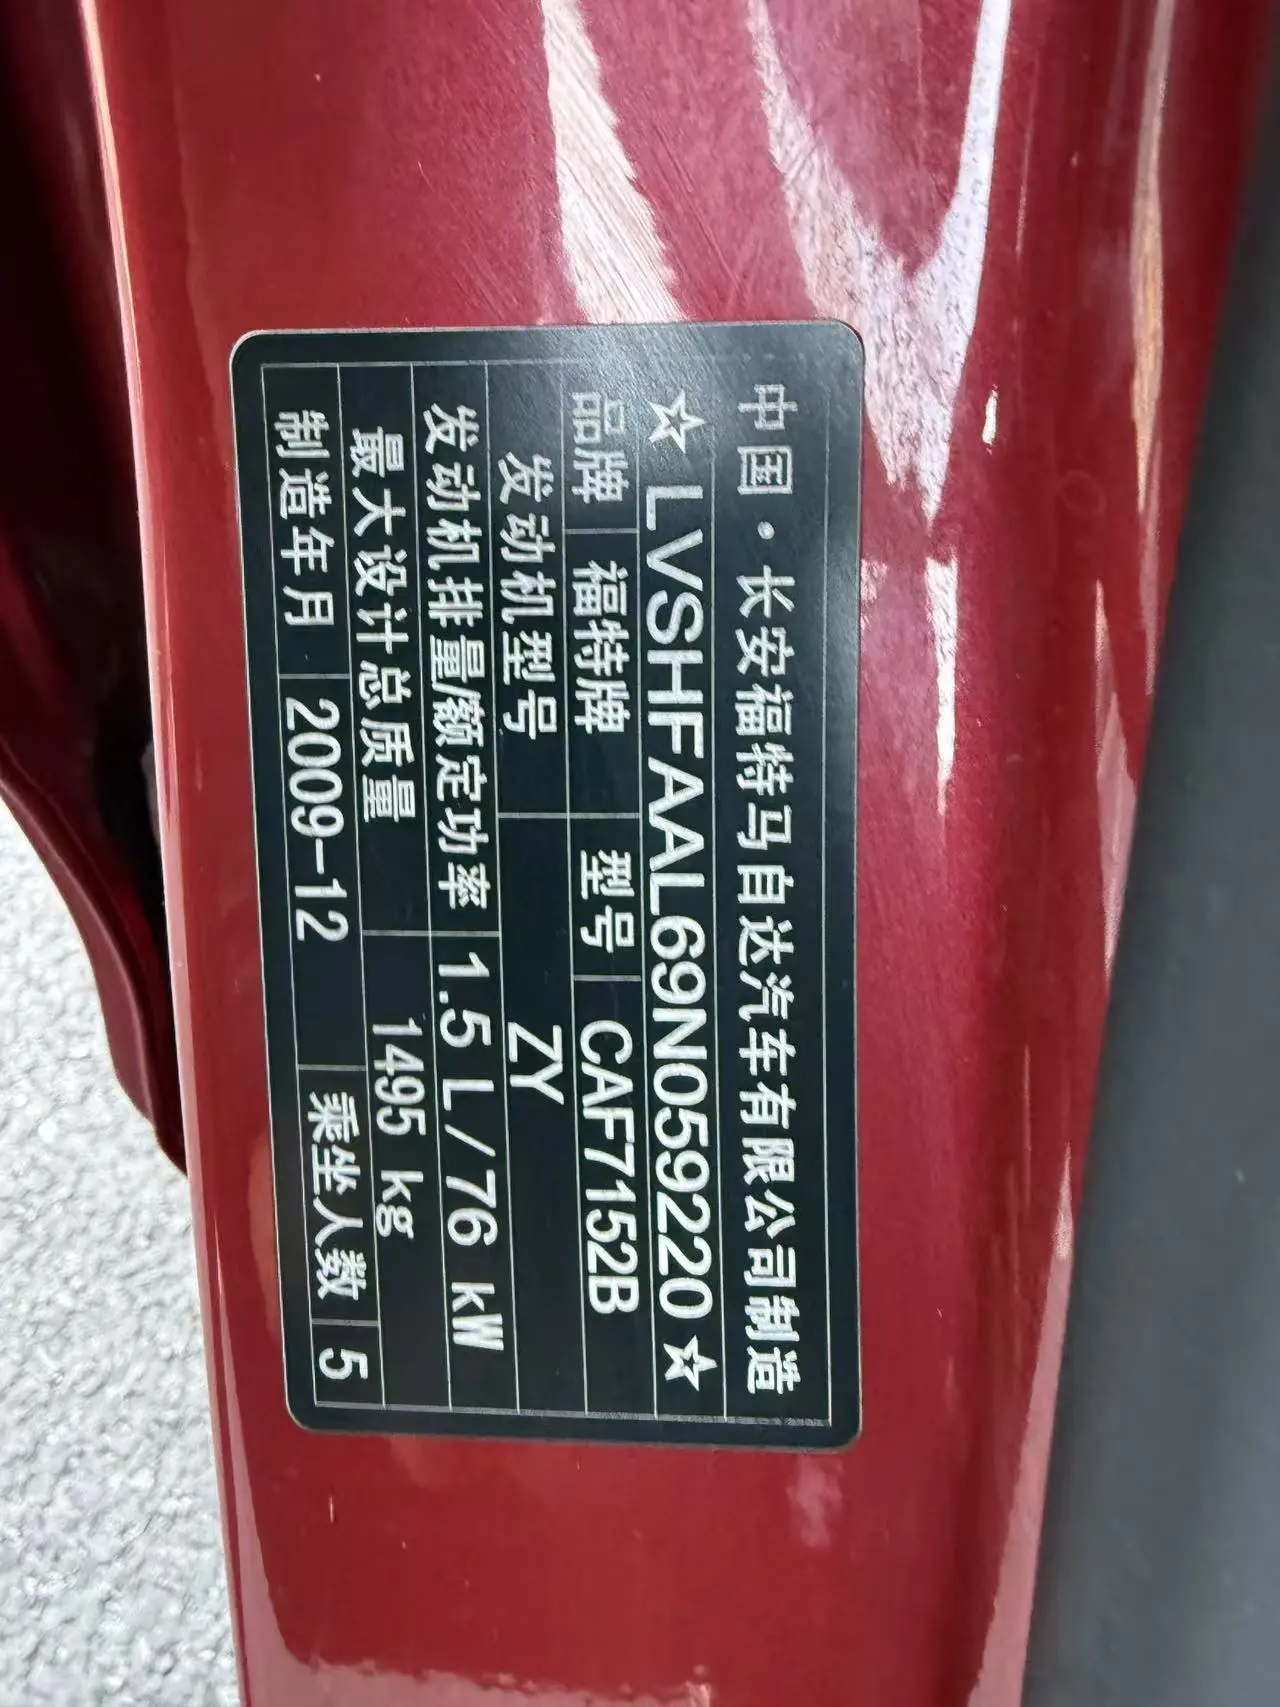 中国·长安福特马自达汽车有限公司制造
☆LVSHFAAL69N059220☆
品牌 福特牌 型号 CAF7152B
发动机型号 ZY
发动机排量/额定功率 1.5 L/76 kW
最大设计总质量 1495 kg
制造年月 2009-12 乘坐人数 5